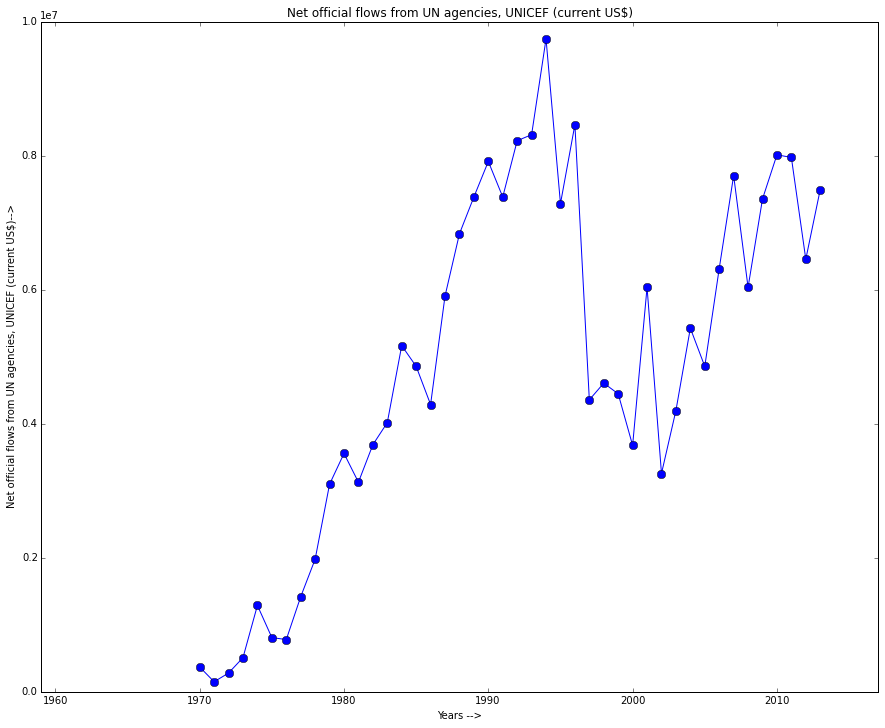 Net official flows from UN agencies, UNICEF (current US$)
1e7
1.0
0.8
0.6
0.4
0.2
0.0
Net official flows from UN agencies, UNICEF (current US$)-->
1960 1970 1980 1990 2000 2010
Years -->